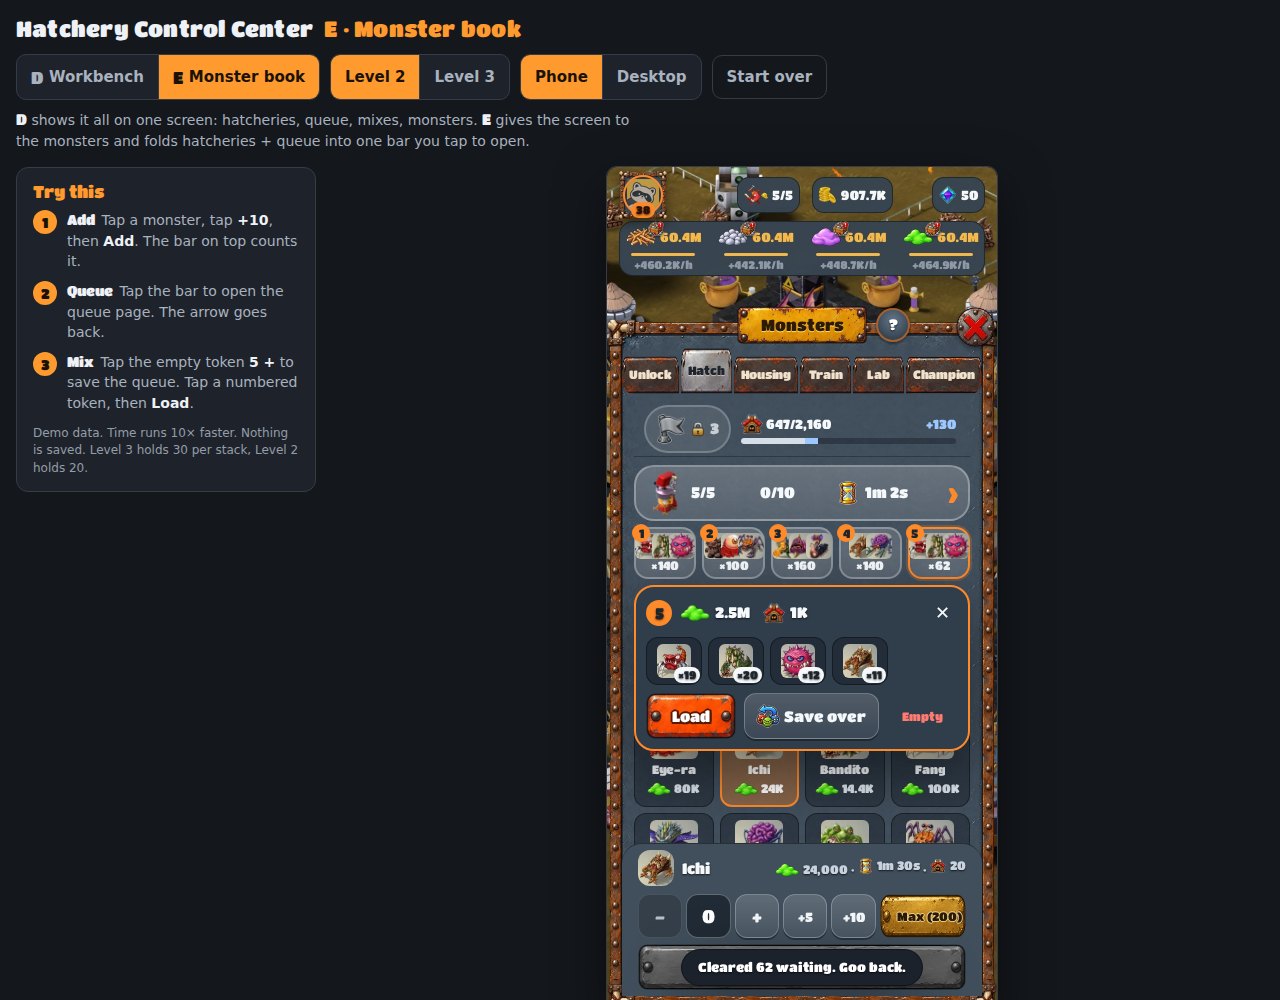 Hatchery Control Center E · Monster book
D Workbench E Monster book Level 2 Level 3 Phone Desktop Start over
D shows it all on one screen: hatcheries, queue, mixes, monsters. E gives the screen to
the monsters and folds hatcheries + queue into one bar you tap to open.
Try this
1 Add Tap a monster, tap +10,
then Add. The bar on top counts
it.
2 Queue Tap the bar to open the
queue page. The arrow goes
back.
3 Mix Tap the empty token 5 + to
save the queue. Tap a numbered
token, then Load.
Demo data. Time runs 10× faster. Nothing
is saved. Level 3 holds 30 per stack, Level 2
holds 20.
30 5/5 907.7K 50
60.4M 60.4M 60.4M 60.4M
+460.2K/h +442.1K/h +448.7K/h +464.9K/h
Monsters ?
Unlock Hatch Housing Train Lab Champion
3 647/2,160 +130
5/5 0/10 1m 2s ❯
1 2 3 4 5
×140 ×100 ×160 ×140 ×62
5 2.5M 1K ✕
×19 ×20 ×12 ×11
Load Save over Empty
Eye-ra Ichi Bandito Fang
80K 24K 14.4K 100K
Ichi 24,000 · 1m 30s · 20
− 0 + +5 +10 Max (200)
Cleared 62 waiting. Goo back.